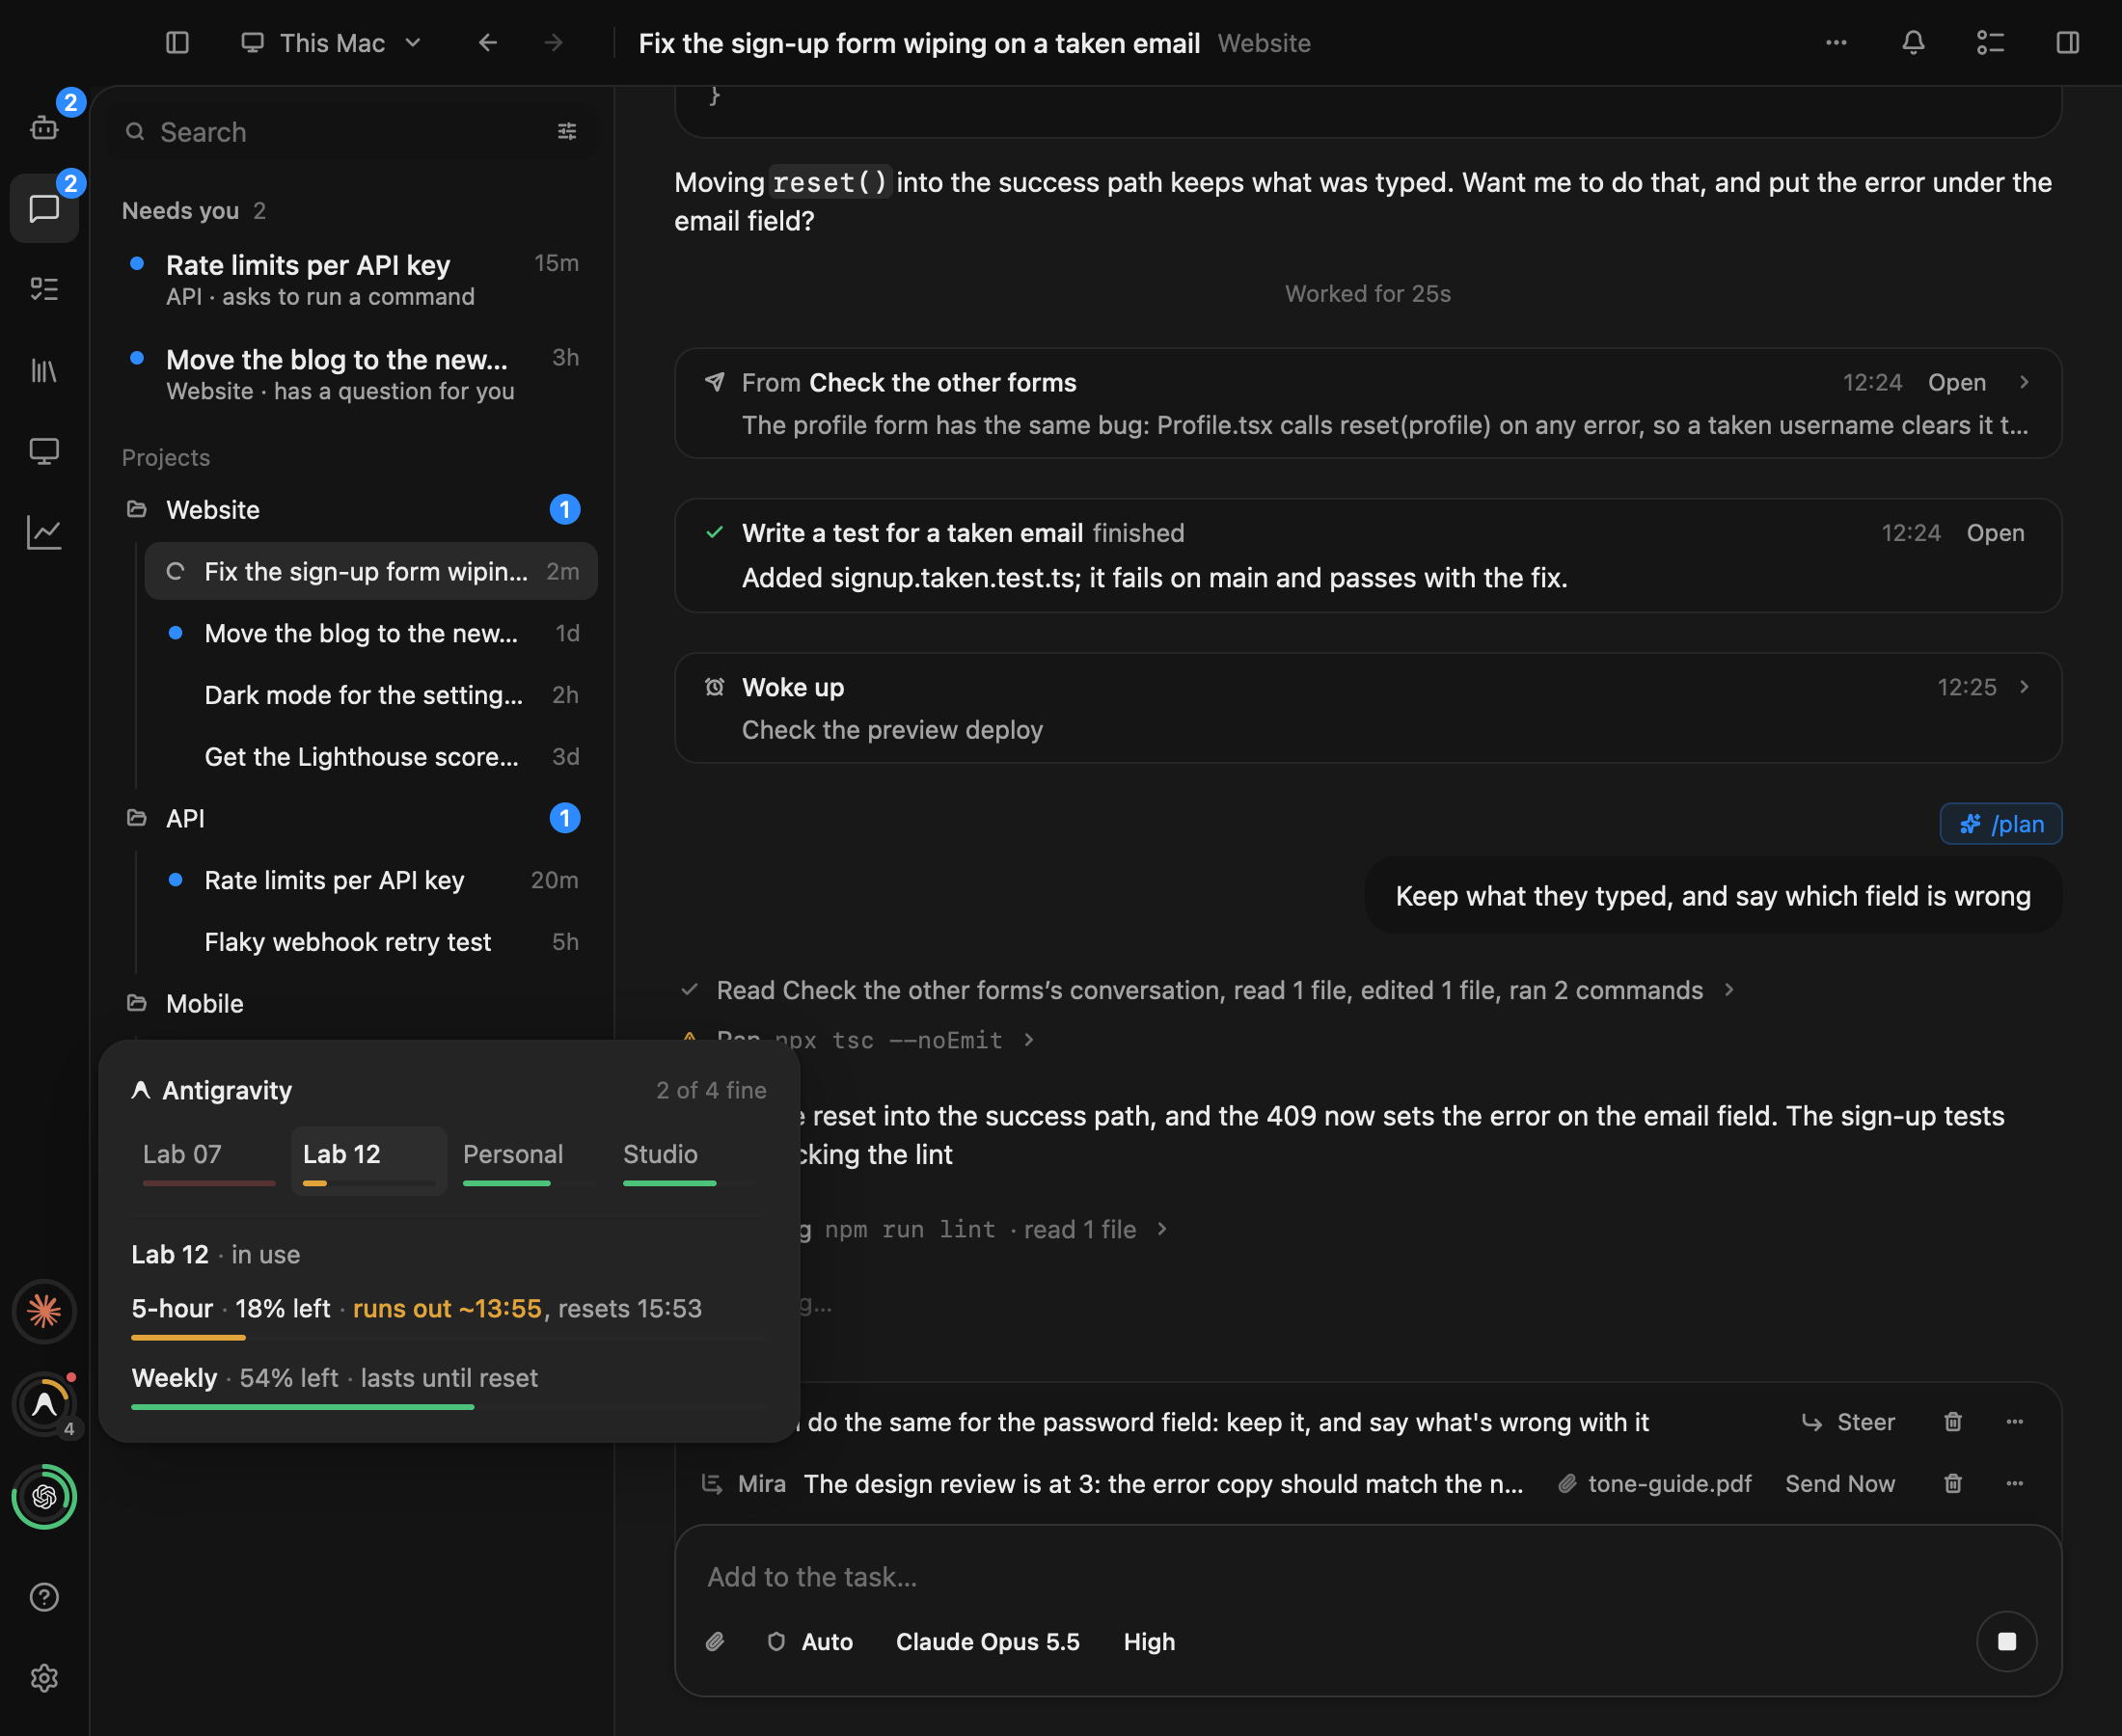 This Mac
Fix the sign-up form wiping on a taken email Website
2
2
Search
Needs you 2
Rate limits per API key 15m
API · asks to run a command
Move the blog to the new... 3h
Website · has a question for you
Projects
Website 1
Fix the sign-up form wipin... 2m
Move the blog to the new... 1d
Dark mode for the setting... 2h
Get the Lighthouse score... 3d
API 1
Rate limits per API key 20m
Flaky webhook retry test 5h
Mobile
}
Moving reset() into the success path keeps what was typed. Want me to do that, and put the error under the
email field?
Worked for 25s
From Check the other forms 12:24 Open
The profile form has the same bug: Profile.tsx calls reset(profile) on any error, so a taken username clears it t...
Write a test for a taken email finished 12:24 Open
Added signup.taken.test.ts; it fails on main and passes with the fix.
Woke up 12:25
Check the preview deploy
/plan
Keep what they typed, and say which field is wrong
Read Check the other forms's conversation, read 1 file, edited 1 file, ran 2 commands
Ran npx tsc --noEmit
reset into the success path, and the 409 now sets the error on the email field. The sign-up tests
the lint
npm run lint · read 1 file
Antigravity 2 of 4 fine
Lab 07 Lab 12 Personal Studio
Lab 12 · in use
5-hour · 18% left · runs out ~13:55, resets 15:53
Weekly · 54% left · lasts until reset
4
do the same for the password field: keep it, and say what's wrong with it Steer
Mira The design review is at 3: the error copy should match the n... tone-guide.pdf Send Now
Add to the task...
Auto Claude Opus 5.5 High